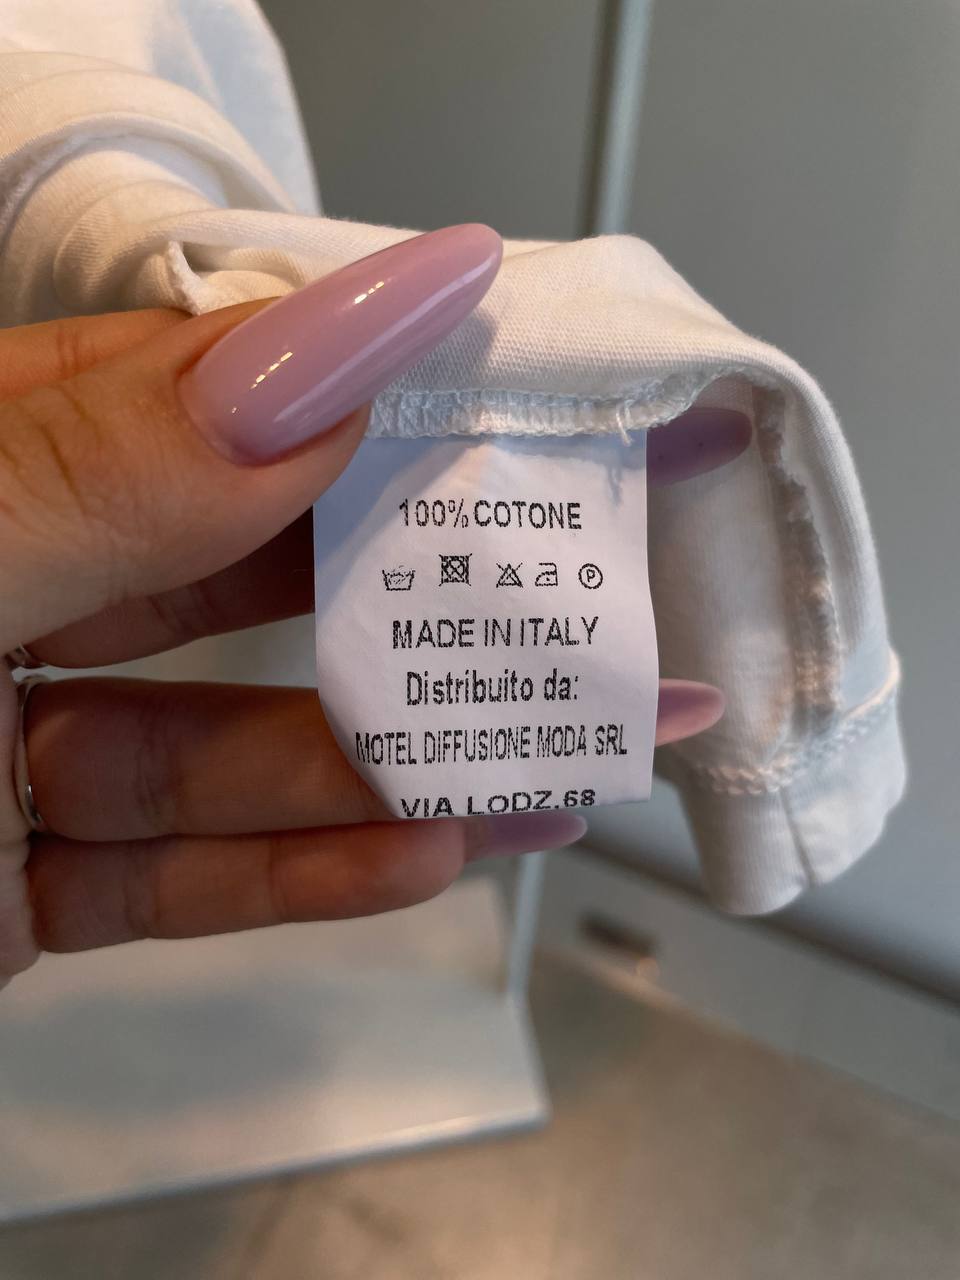 100% COTONE
P
MADE IN ITALY
Distribuito da:
MOTEL DIFFUSIONE MODA SRL
VIA LODZ.68